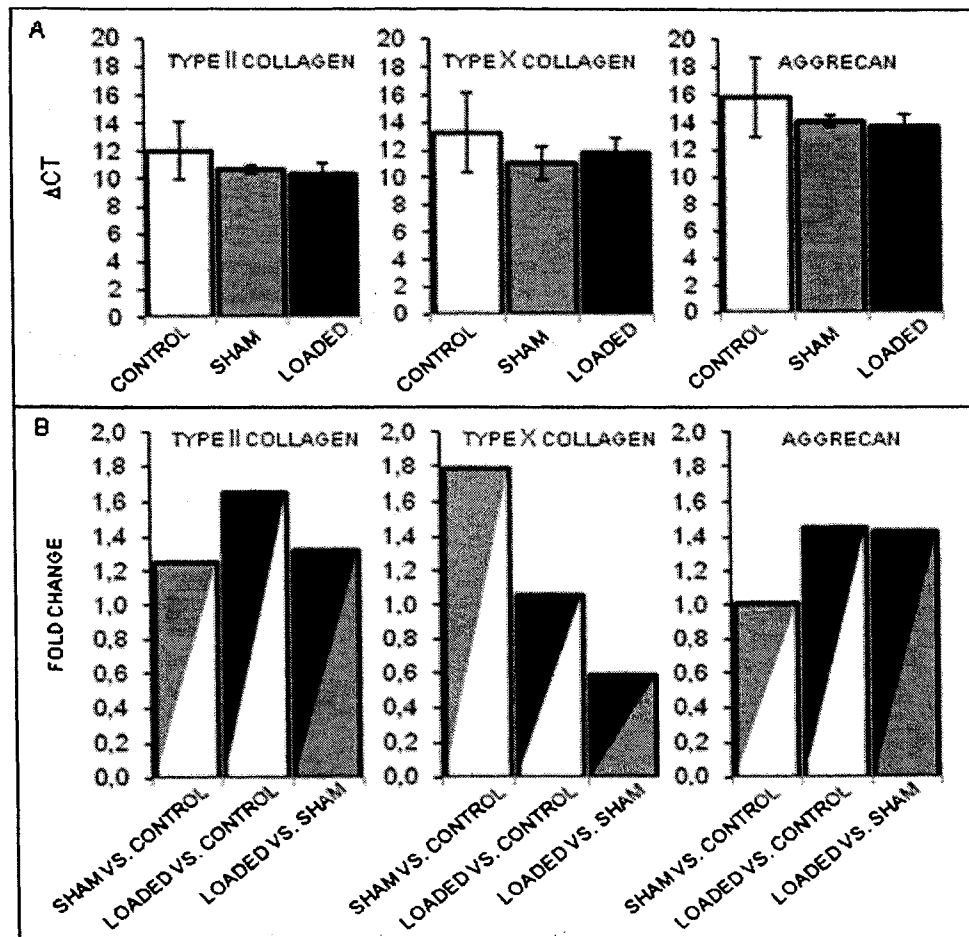 A
TYPE II COLLAGEN
TYPE X COLLAGEN
AGGRECAN
20
18
16
14
12
10
8
6
4
2
0
20
18
16
14
12
10
8
6
4
2
0
20
18
16
14
12
10
8
6
4
2
0
ΔCT
CONTROL
SHAM
LOADED
CONTROL
SHAM
LOADED
CONTROL
SHAM
LOADED
B
TYPE II COLLAGEN
TYPE X COLLAGEN
AGGRECAN
2,0
1,8
1,6
1,4
1,2
1,0
0,8
0,6
0,4
0,2
0,0
2,0
1,8
1,6
1,4
1,2
1,0
0,8
0,6
0,4
0,2
0,0
2,0
1,8
1,6
1,4
1,2
1,0
0,8
0,6
0,4
0,2
0,0
FOLD CHANGE
SHAM VS. CONTROL
LOADED VS. CONTROL
LOADED VS. SHAM
SHAM VS. CONTROL
LOADED VS. CONTROL
LOADED VS. SHAM
SHAM VS. CONTROL
LOADED VS. CONTROL
LOADED VS. SHAM